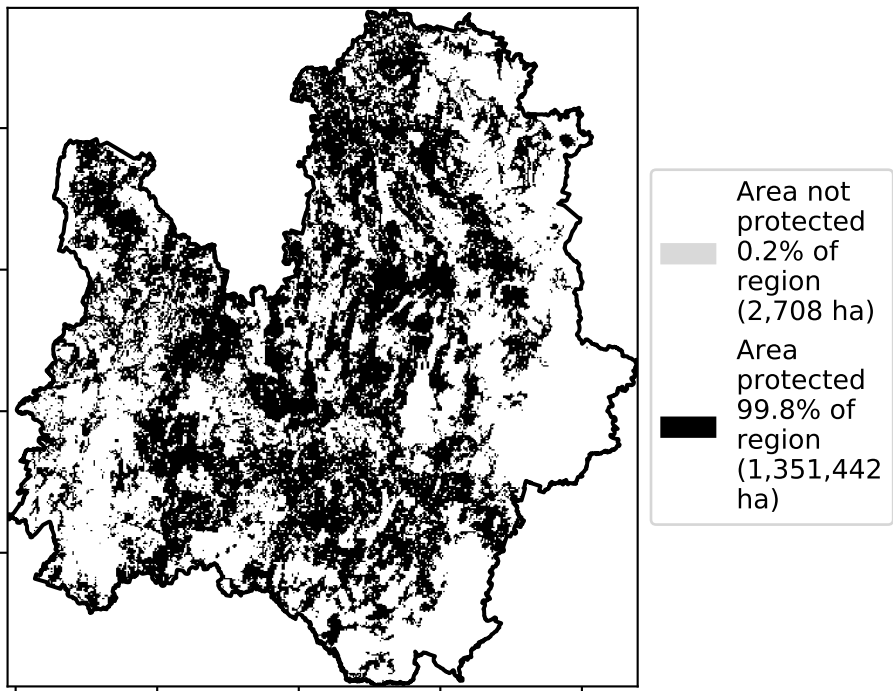 Area not
protected
0.2% of
region
(2,708 ha)
Area
protected
99.8% of
region
(1,351,442
ha)